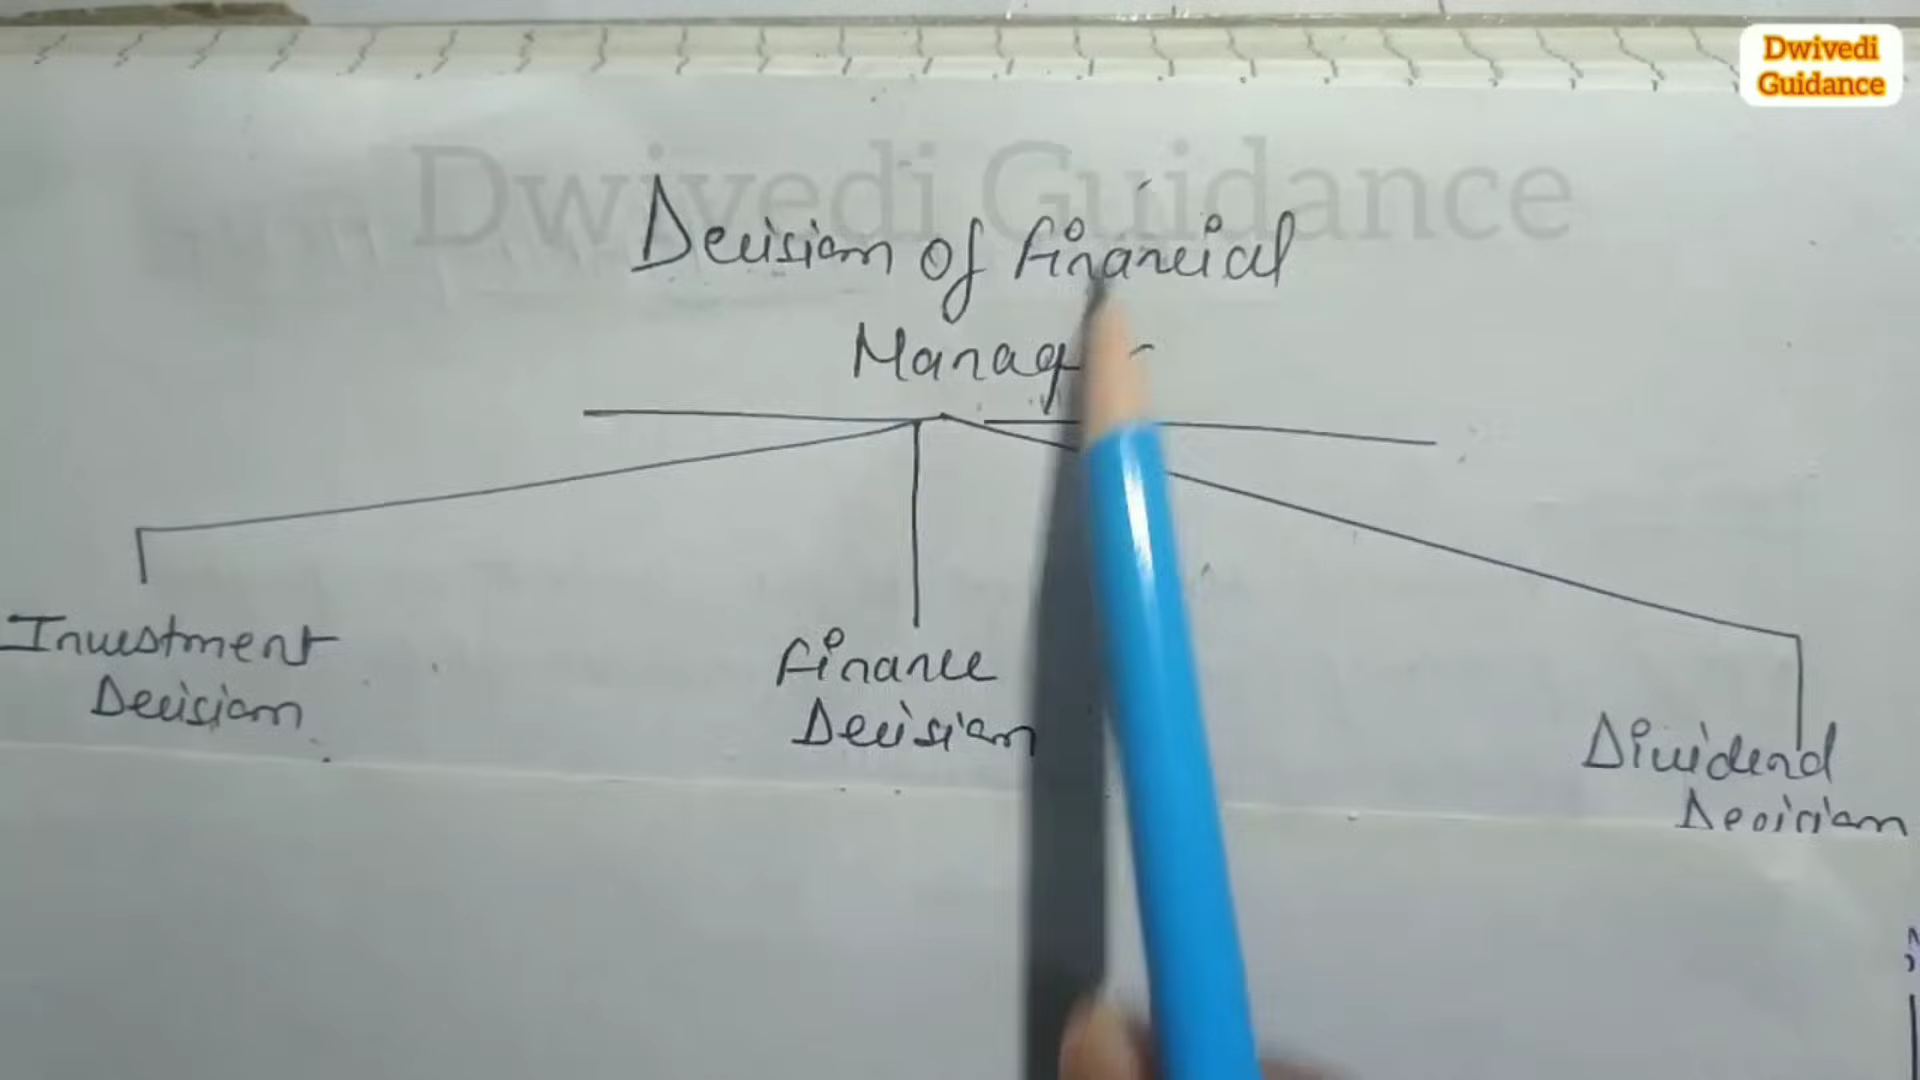 Dwivedi
Guidance
Dwivedi Guidance
Decision of financial
Manag
Investment
Decision
finance
Decision
Dividend
Decision